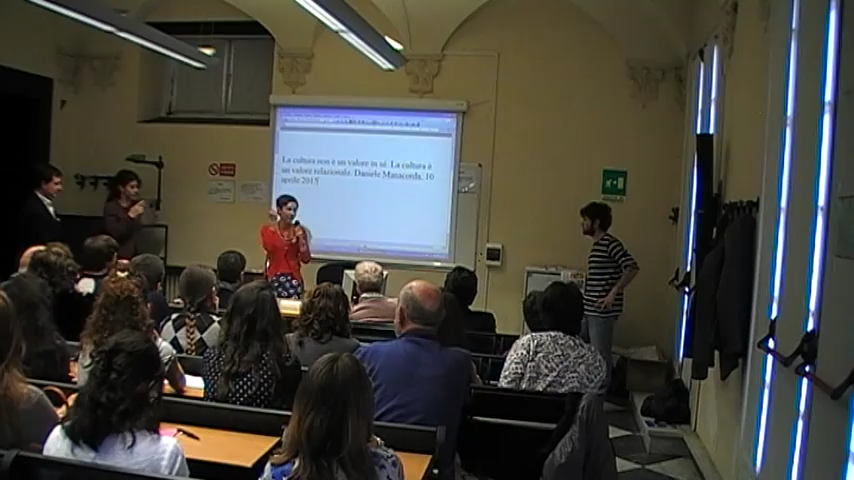 La cultura non è un valore in sé. La cultura è
un valore relazionale. Daniele Manacorda, 10
aprile 2015